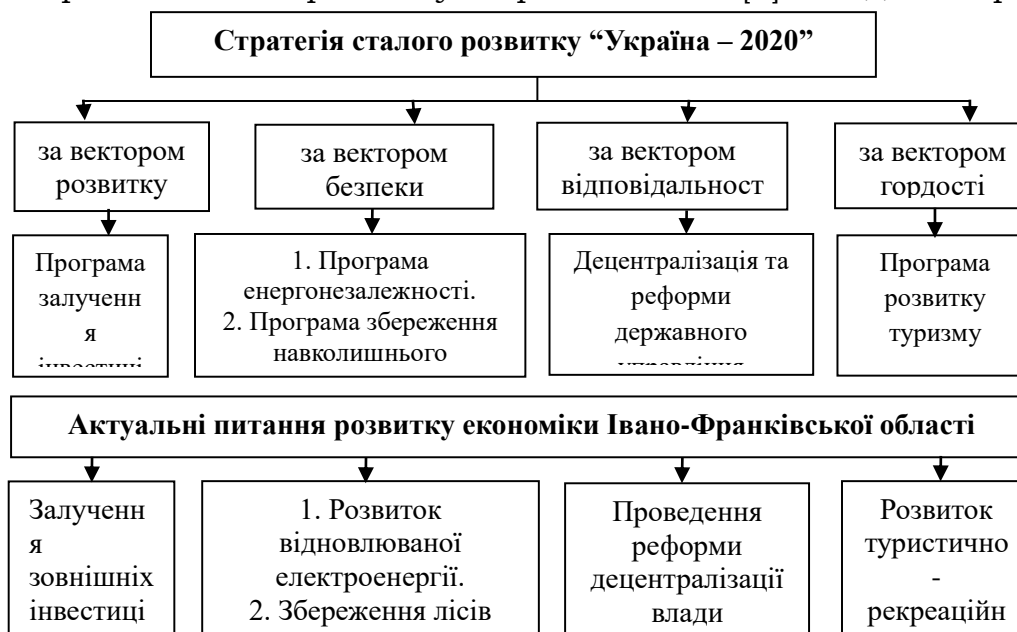 Стратегія сталого розвитку “Україна – 2020”
за вектором
розвитку
за вектором
безпеки
за вектором
відповідальност
за вектором
гордості
Програма
залученн
я
інвестиці
1. Програма
енергонезалежності.
2. Програма збереження
навколишнього
Децентралізація та
реформи
державного
управління
Програма
розвитку
туризму
Актуальні питання розвитку економіки Івано-Франківської області
Залученн
я
зовнішніх
інвестиці
1. Розвиток
відновлюваної
електроенергії.
2. Збереження лісів
Проведення
реформи
децентралізації
влади
Розвиток
туристично
-
рекреаційн